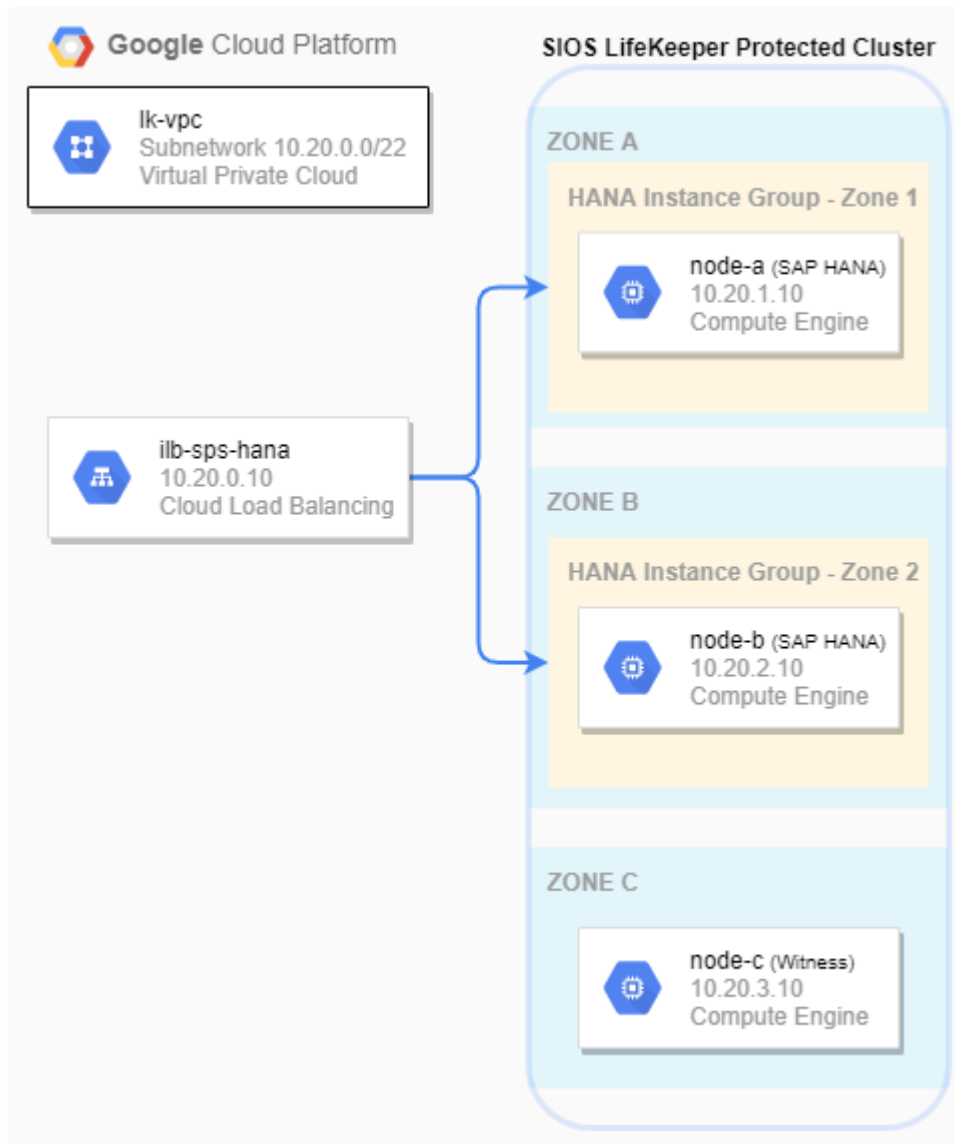 Google Cloud Platform
SIOS LifeKeeper Protected Cluster
lk-vpc
Subnetwork 10.20.0.0/22
Virtual Private Cloud
ZONE A
HANA Instance Group - Zone 1
node-a (SAP HANA)
10.20.1.10
Compute Engine
ilb-sps-hana
10.20.0.10
Cloud Load Balancing
ZONE B
HANA Instance Group - Zone 2
node-b (SAP HANA)
10.20.2.10
Compute Engine
ZONE C
node-c (Witness)
10.20.3.10
Compute Engine